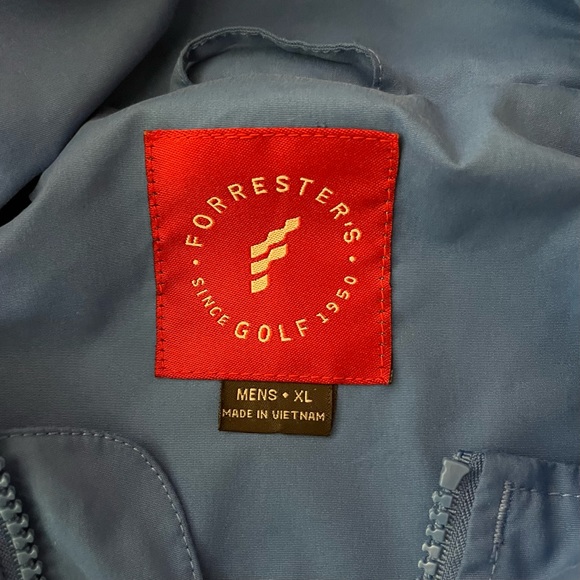 • FORRESTER'S •
SINCE GOLF 1950
MENS • XL
MADE IN VIETNAM